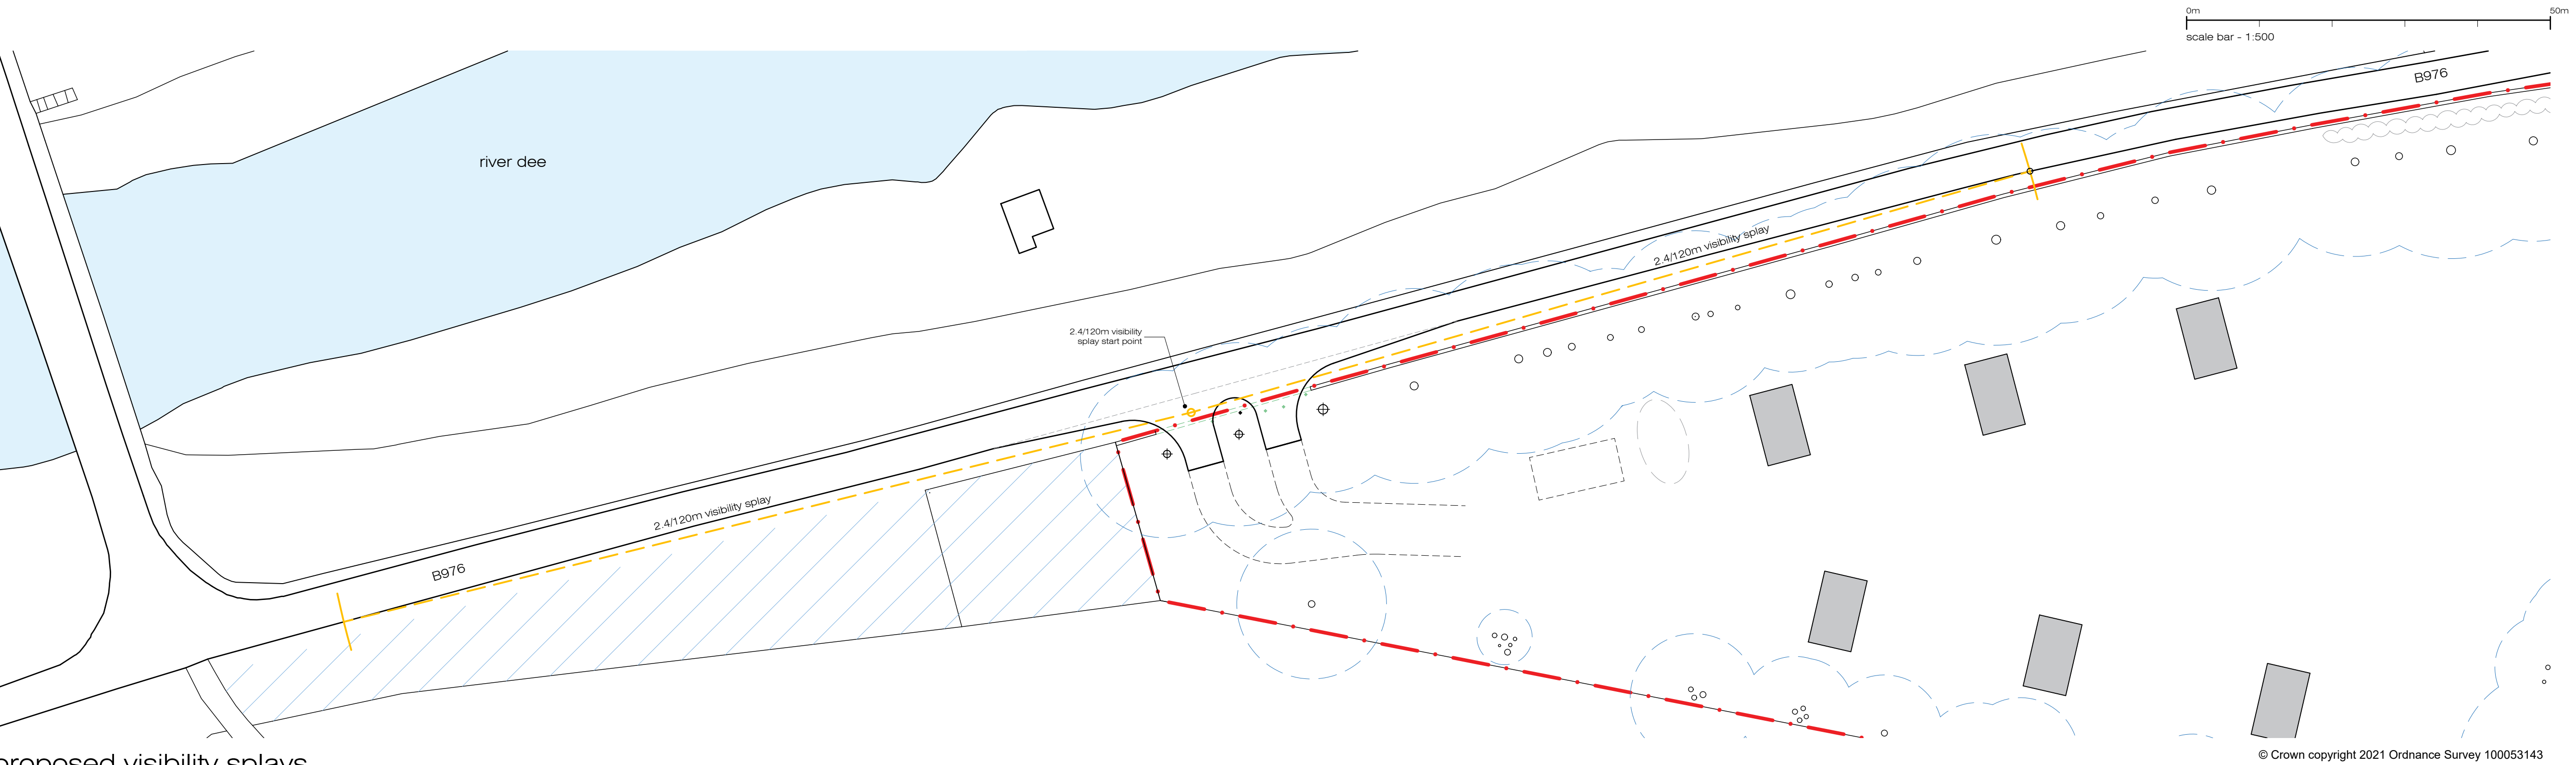 0m
50m
scale bar - 1:500
B976
river dee
2.4/120m visibility splay
2.4/120m visibility
splay start point
2.4/120m visibility splay
B976
proposed visibility splays
© Crown copyright 2021 Ordnance Survey 100053143